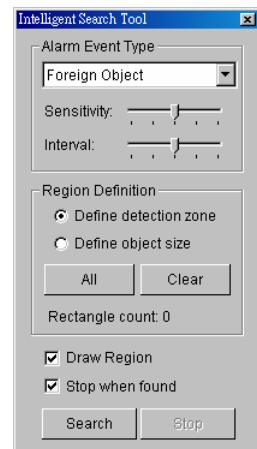 Intelligent Search Tool
Alarm Event Type
Foreign Object
Sensitivity:
Interval:
Region Definition
Define detection zone
Define object size
All Clear
Rectangle count: 0
Draw Region
Stop when found
Search Stop